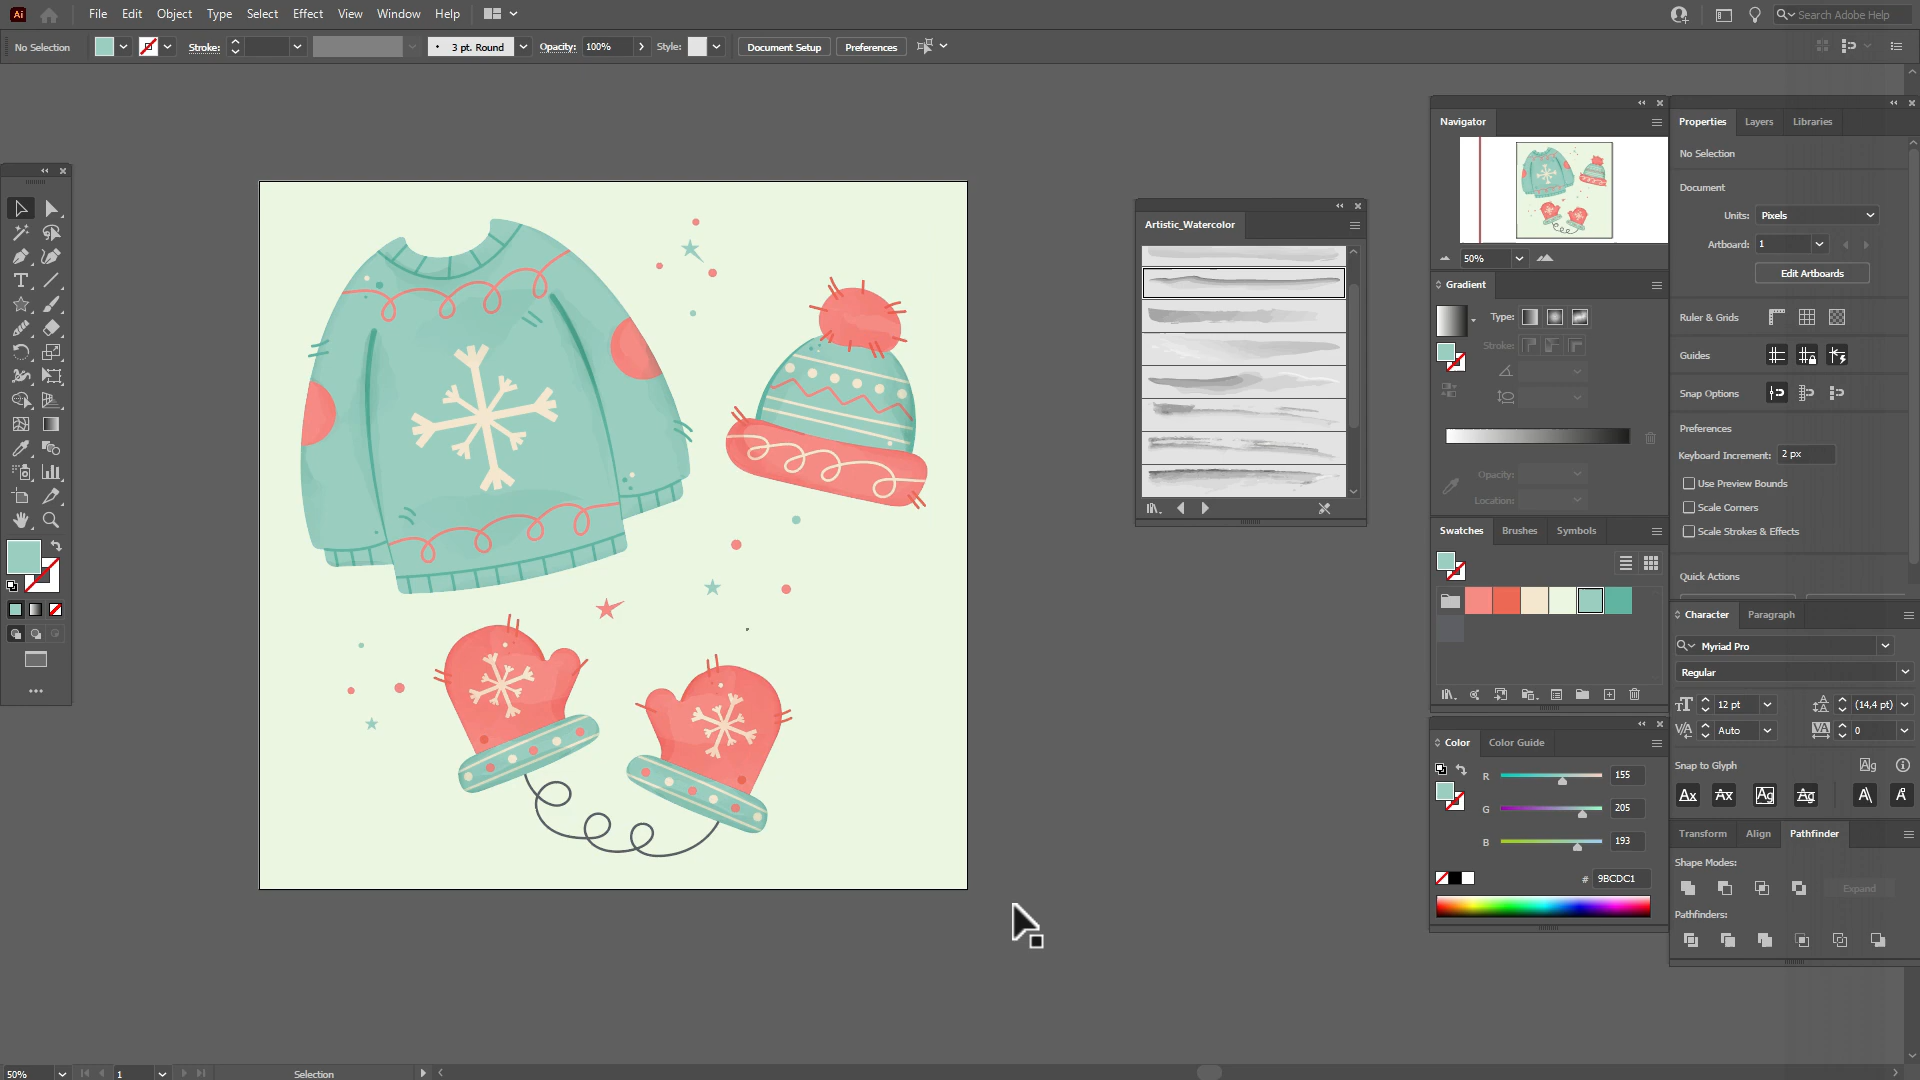 Ai File Edit Object Type Select Effect View Window Help Search Adobe Help
No Selection Stroke: 3 pt. Round Opacity: 100% Style: Document Setup Preferences
Navigator
50%
Gradient
Type:
Stroke:
Opacity:
Location:
Swatches Brushes Symbols
Color Color Guide
R 155
G 205
B 193
# 9BCDC1
Artistic_Watercolor
Properties Layers Libraries
No Selection
Document
Units: Pixels
Artboard: 1
Edit Artboards
Ruler & Grids
Guides
Snap Options
Preferences
Keyboard Increment: 2 px
Use Preview Bounds
Scale Corners
Scale Strokes & Effects
Quick Actions
Character Paragraph
Myriad Pro
Regular
12 pt (14,4 pt)
Auto 0
Snap to Glyph
Transform Align Pathfinder
Shape Modes:
Expand
Pathfinders:
50% 1 Selection